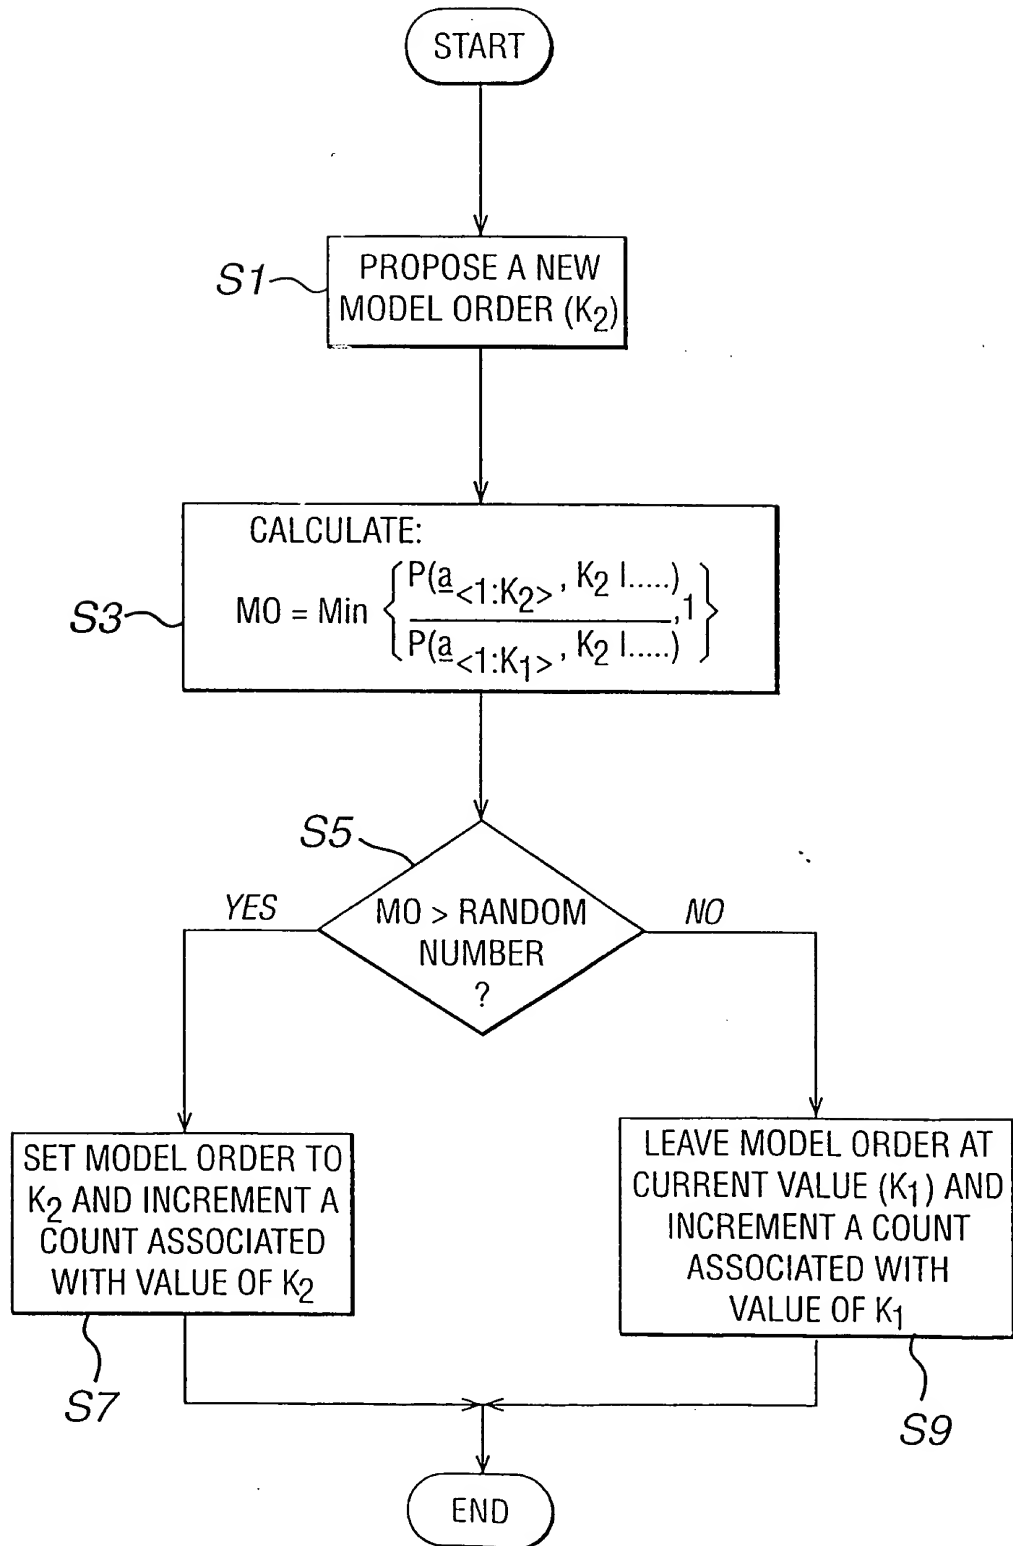 START
S1
PROPOSE A NEW
MODEL ORDER (K2)
S3
CALCULATE:
MO = Min { P(a<1:K2> , K2 I.....) / P(a<1:K1> , K2 I.....) ,1 }
S5
YES
MO > RANDOM
NUMBER
?
NO
SET MODEL ORDER TO
K2 AND INCREMENT A
COUNT ASSOCIATED
WITH VALUE OF K2
S7
LEAVE MODEL ORDER AT
CURRENT VALUE (K1) AND
INCREMENT A COUNT
ASSOCIATED WITH
VALUE OF K1
S9
END